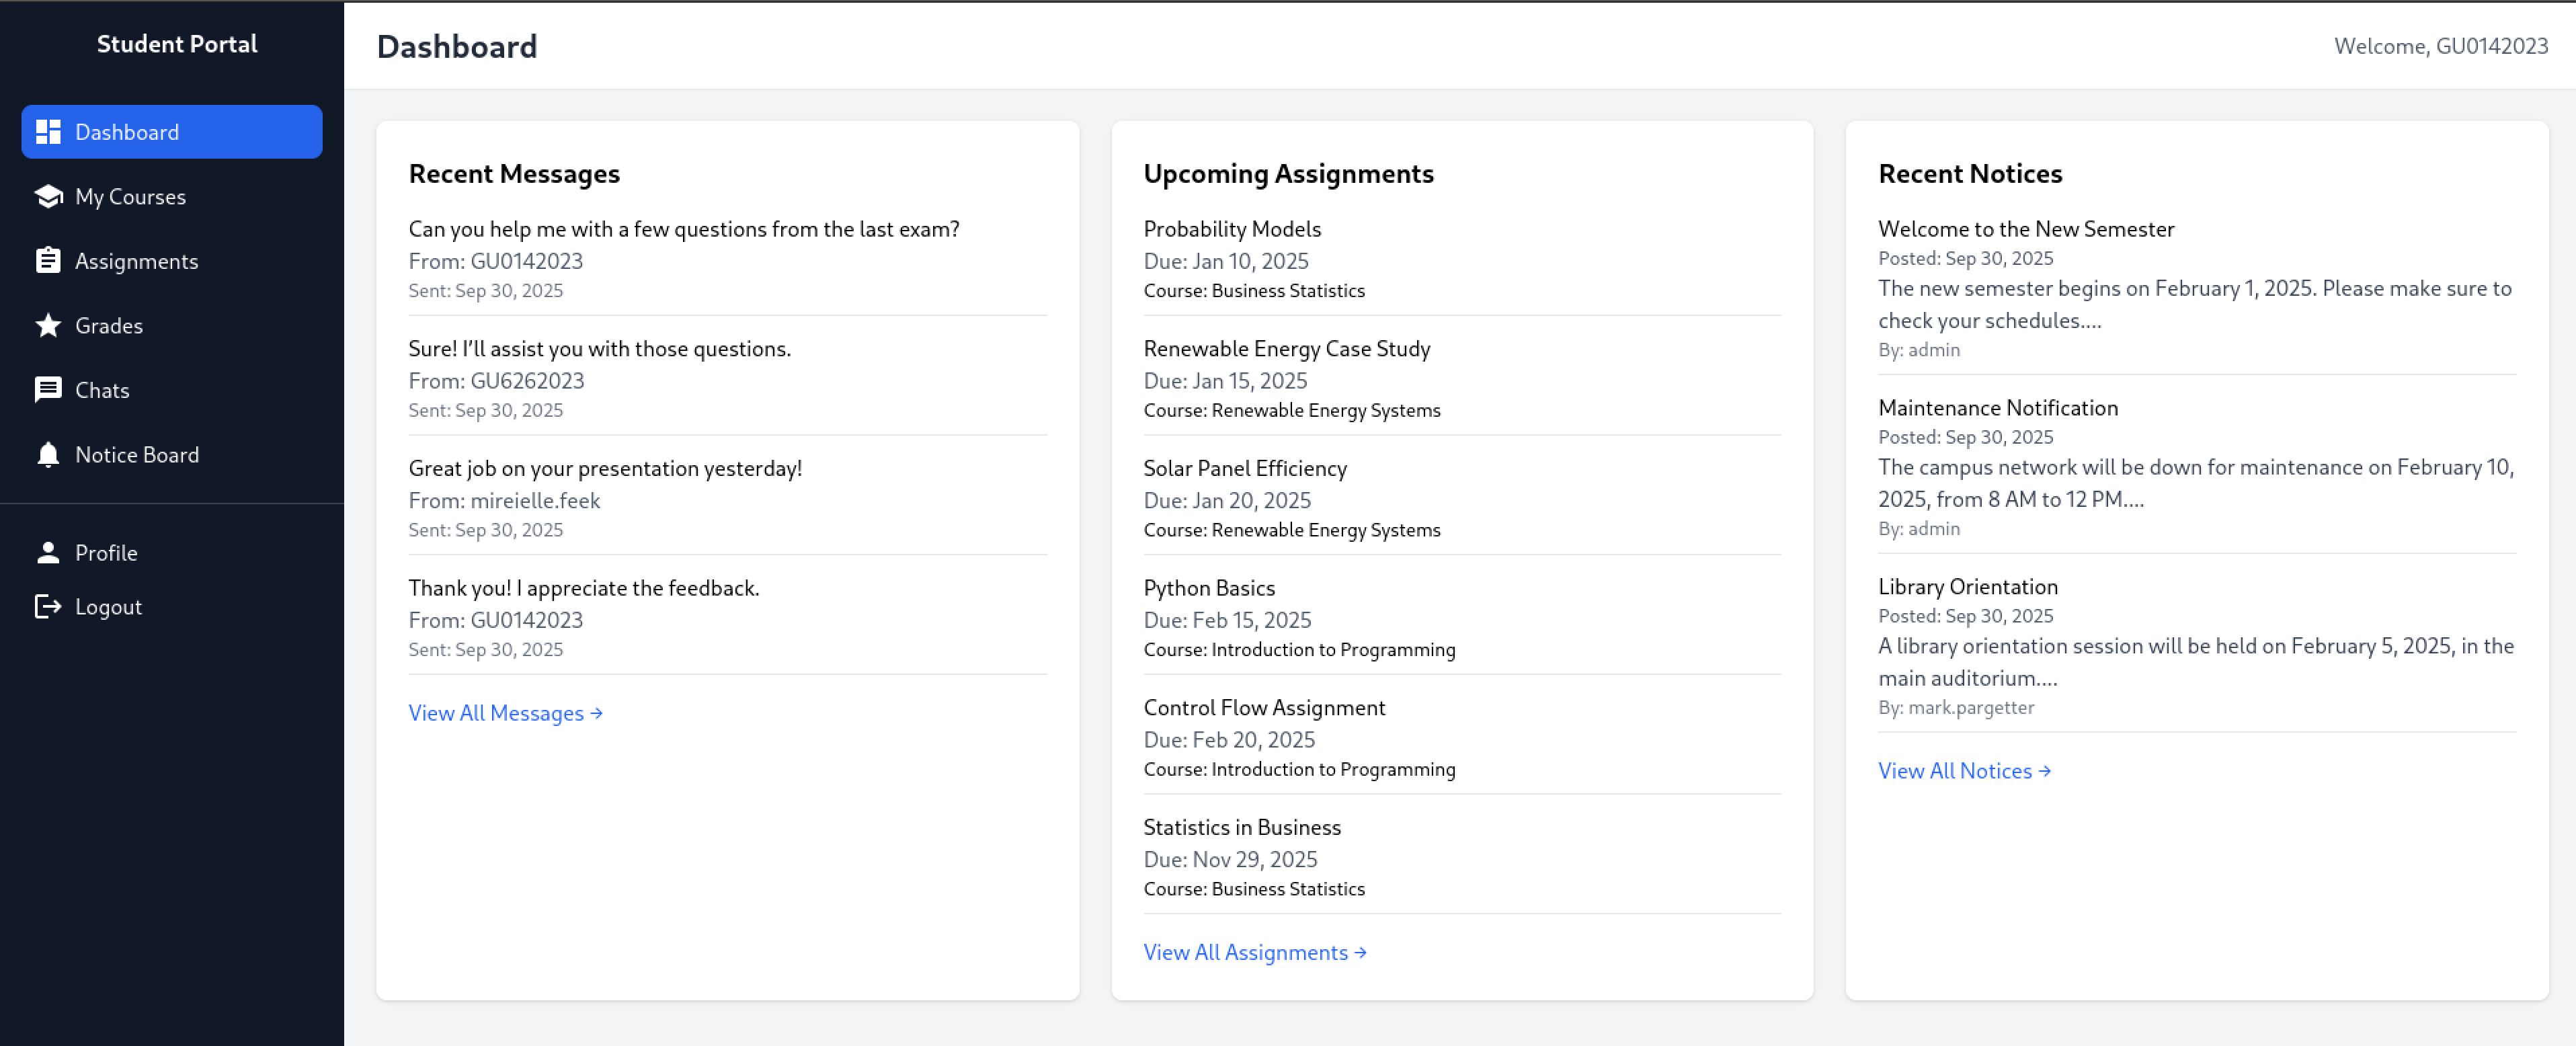 Student Portal
Dashboard
My Courses
Assignments
Grades
Chats
Notice Board
Profile
Logout
Dashboard
Welcome, GU0142023
Recent Messages
Can you help me with a few questions from the last exam?
From: GU0142023
Sent: Sep 30, 2025
Sure! I’ll assist you with those questions.
From: GU6262023
Sent: Sep 30, 2025
Great job on your presentation yesterday!
From: mireielle.feek
Sent: Sep 30, 2025
Thank you! I appreciate the feedback.
From: GU0142023
Sent: Sep 30, 2025
View All Messages →
Upcoming Assignments
Probability Models
Due: Jan 10, 2025
Course: Business Statistics
Renewable Energy Case Study
Due: Jan 15, 2025
Course: Renewable Energy Systems
Solar Panel Efficiency
Due: Jan 20, 2025
Course: Renewable Energy Systems
Python Basics
Due: Feb 15, 2025
Course: Introduction to Programming
Control Flow Assignment
Due: Feb 20, 2025
Course: Introduction to Programming
Statistics in Business
Due: Nov 29, 2025
Course: Business Statistics
View All Assignments →
Recent Notices
Welcome to the New Semester
Posted: Sep 30, 2025
The new semester begins on February 1, 2025. Please make sure to
check your schedules....
By: admin
Maintenance Notification
Posted: Sep 30, 2025
The campus network will be down for maintenance on February 10,
2025, from 8 AM to 12 PM....
By: admin
Library Orientation
Posted: Sep 30, 2025
A library orientation session will be held on February 5, 2025, in the
main auditorium....
By: mark.pargetter
View All Notices →